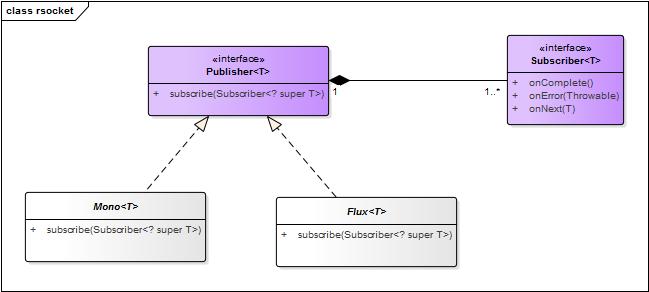 class rsocket
«interface»
Publisher<T>
+ subscribe(Subscriber<? super T>)
1
1..*
«interface»
Subscriber<T>
+ onComplete()
+ onError(Throwable)
+ onNext(T)
Mono<T>
+ subscribe(Subscriber<? super T>)
Flux<T>
+ subscribe(Subscriber<? super T>)